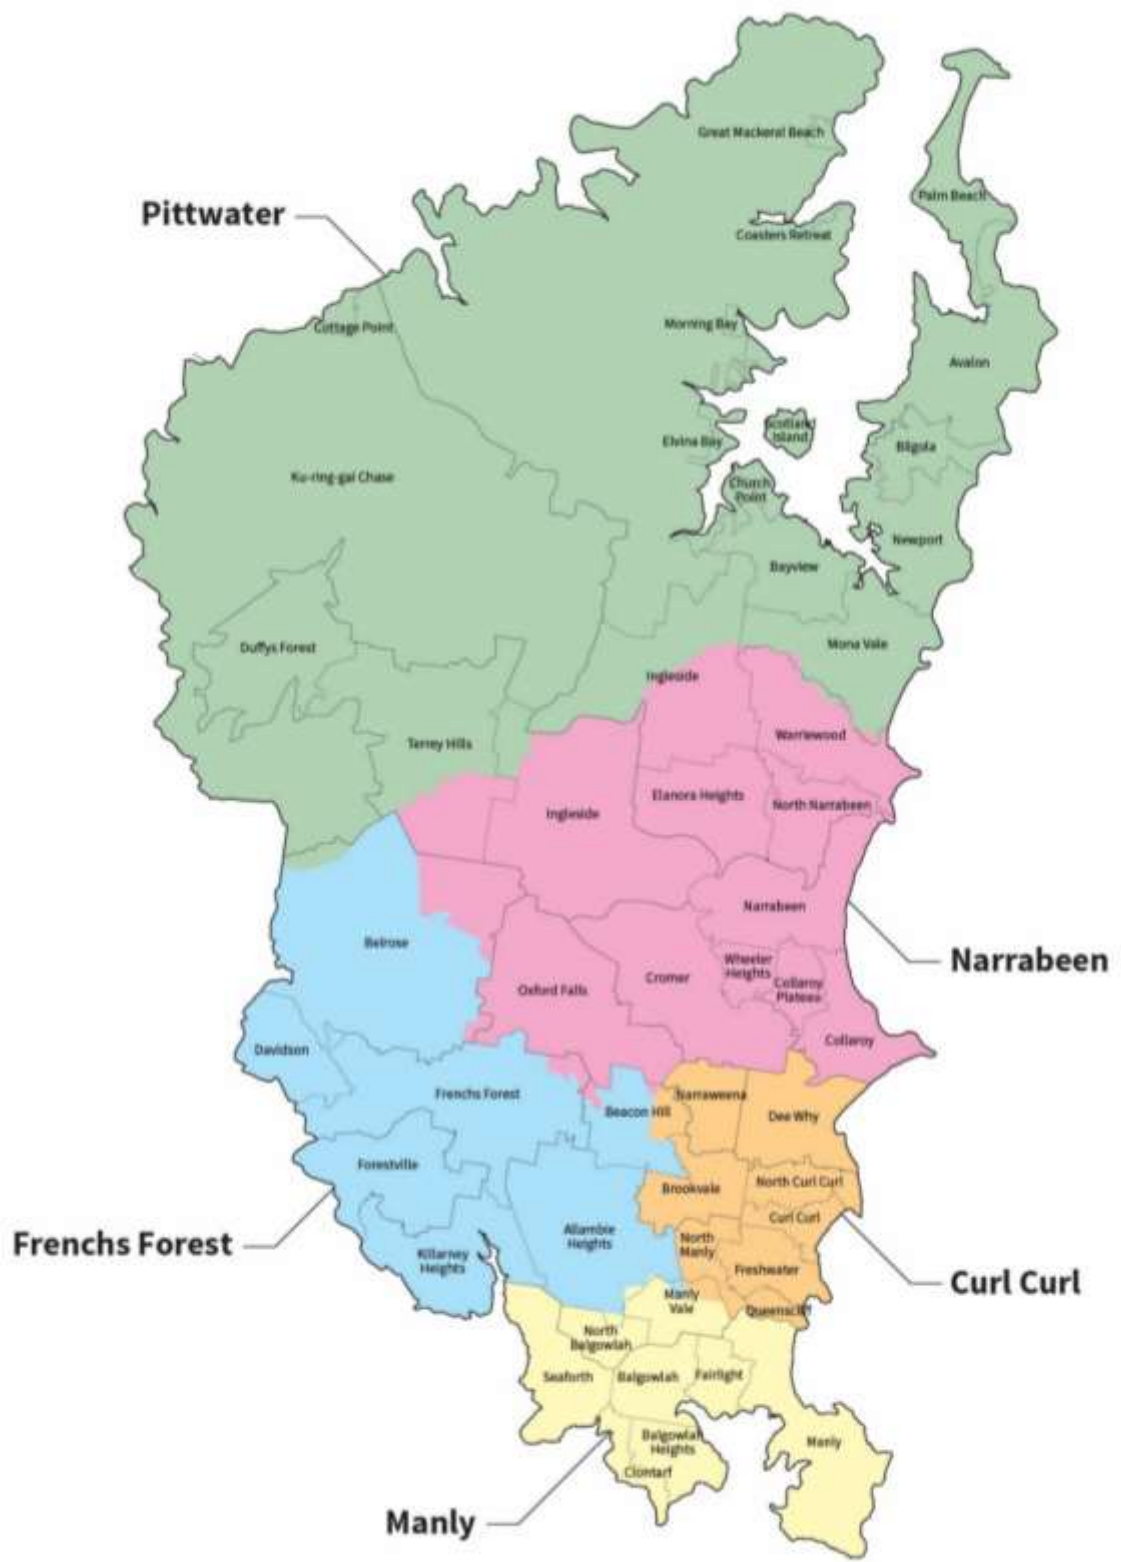 Great Mackeral Beach
Palm Beach
Pittwater
Coasters Retreat
Cottage Point
Morning Bay
Avalon
Scotland
Island
Elvina Bay
Bilgola
Ku-ring-gai Chase
Church
Point
Newport
Bayview
Duffys Forest
Mona Vale
Ingleside
Terrey Hills
Warriewood
Elanora Heights
North Narrabeen
Ingleside
Narrabeen
Belrose
Narrabeen
Wheeler
Heights
Cromer
Oxford Falls
Collaroy
Plateau
Collaroy
Davidson
Frenchs Forest
Narraweena
Beacon Hill
Dee Why
Forestville
North Curl Curl
Brookvale
Curl Curl
Allambie
Heights
North
Manly
Frenchs Forest
Killarney
Heights
Freshwater
Curl Curl
Manly
Vale
Queenscliff
North
Balgowlah
Seaforth
Balgowlah
Fairlight
Balgowlah
Heights
Manly
Clontarf
Manly